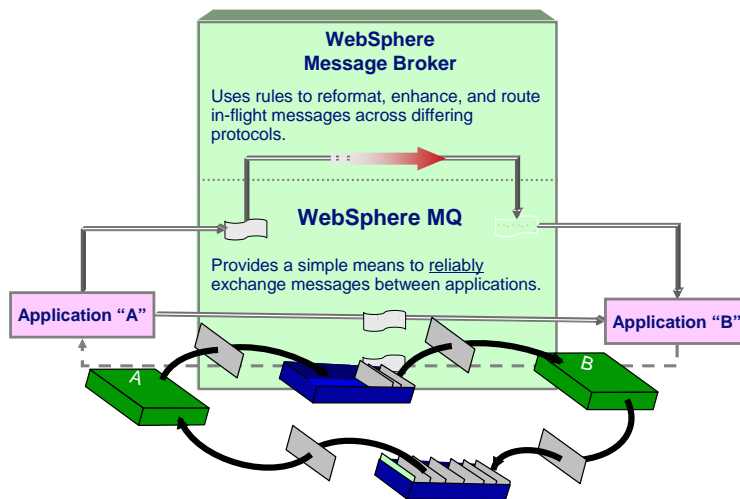 WebSphere
Message Broker
Uses rules to reformat, enhance, and route
in-flight messages across differing
protocols.
WebSphere MQ
Provides a simple means to reliably
exchange messages between applications.
Application “A”
Application “B”
A
B